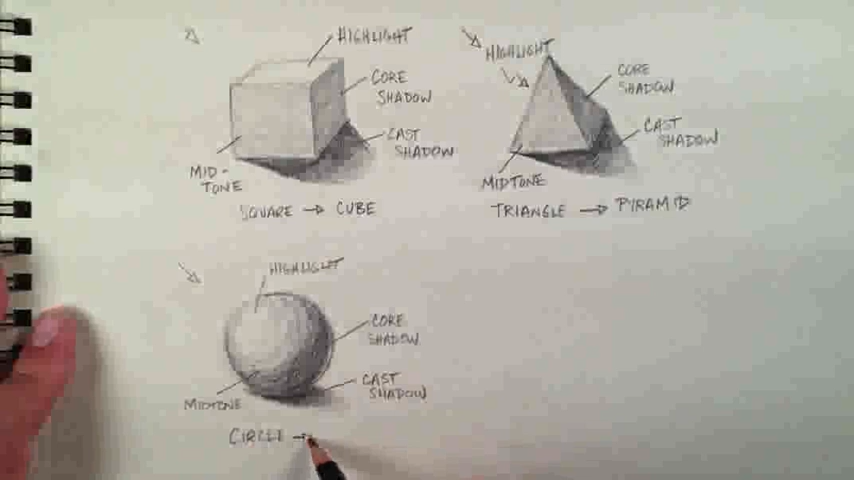 HIGHLIGHT
CORE
SHADOW
CAST
SHADOW
MID-
TONE
SQUARE → CUBE
HIGHLIGHT
CORE
SHADOW
CAST
SHADOW
MIDTONE
TRIANGLE → PYRAMID
HIGHLIGHT
CORE
SHADOW
CAST
SHADOW
MIDTONE
CIRCLE →